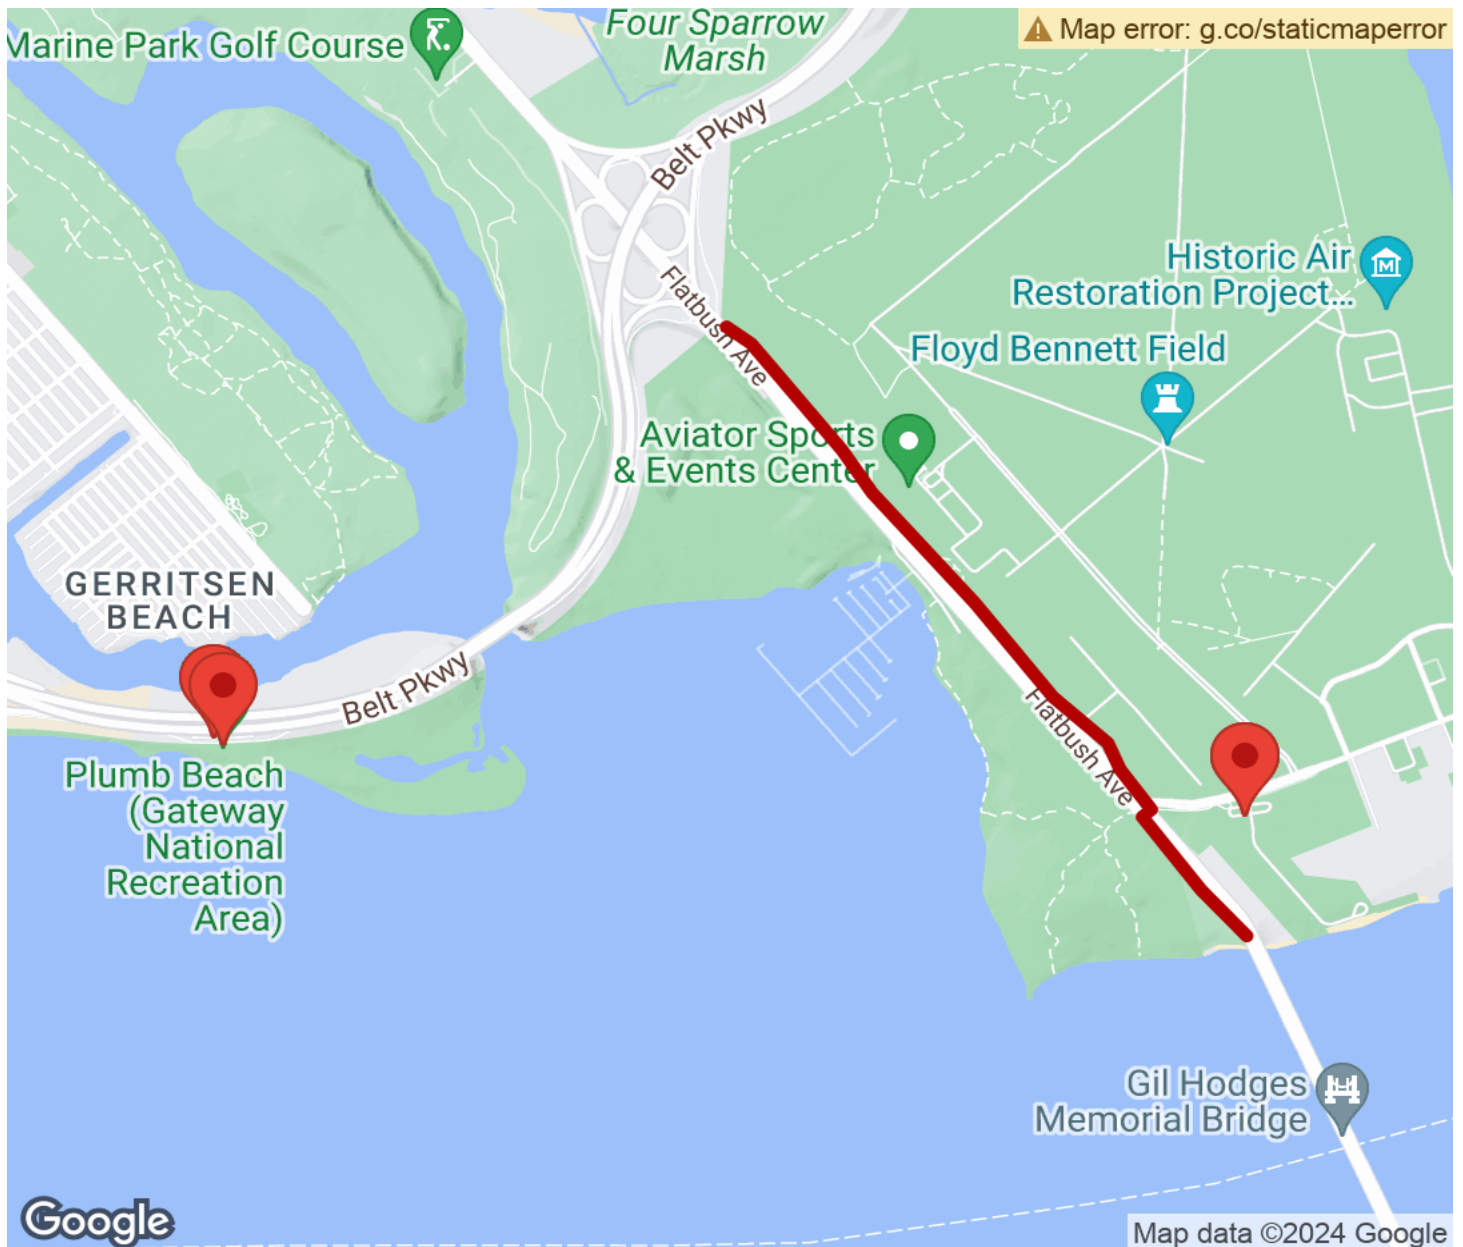 Four Sparrow
Marsh
Map error: g.co/staticmaperror
Marine Park Golf Course
Belt Pkwy
Historic Air
Restoration Project...
Flatbush Ave
Floyd Bennett Field
Aviator Sports
& Events Center
GERRITSEN
BEACH
Belt Pkwy
Flatbush Ave
Plumb Beach
(Gateway
National
Recreation
Area)
Gil Hodges
Memorial Bridge
Google
Map data ©2024 Google